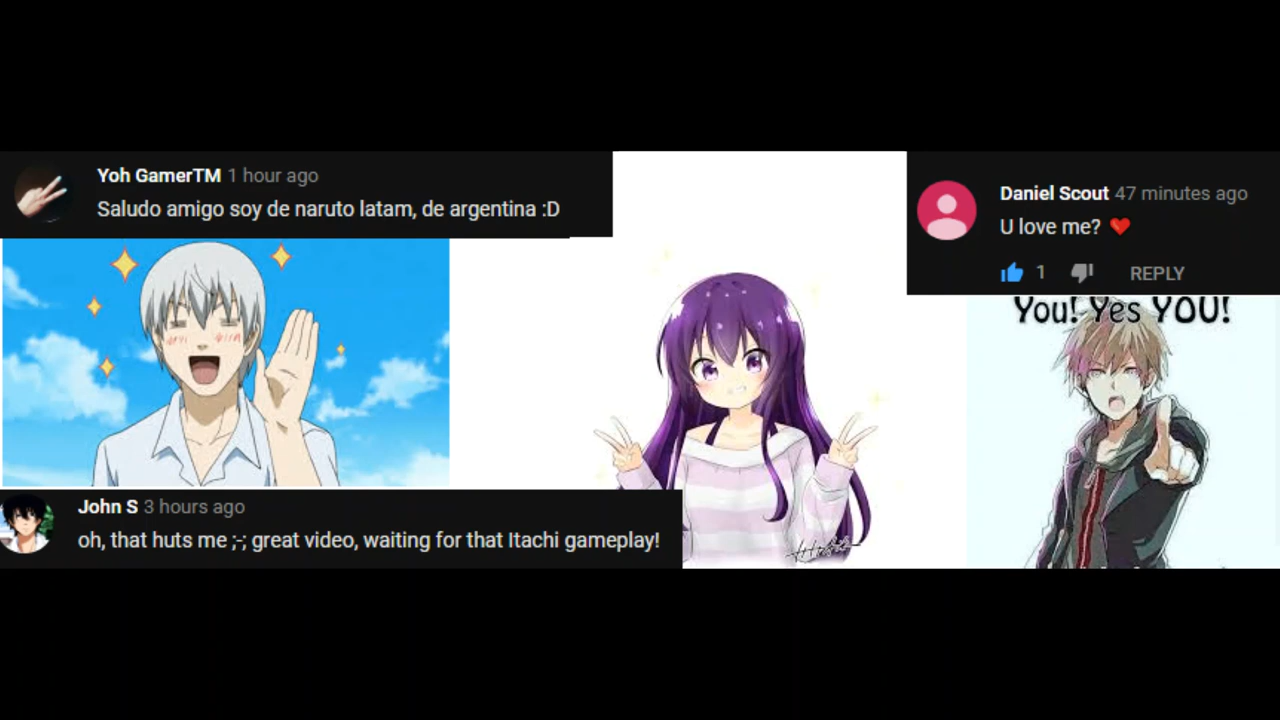 Yoh GamerTM 1 hour ago
Saludo amigo soy de naruto latam, de argentina :D
Daniel Scout 47 minutes ago
U love me? ❤
1 REPLY
You! Yes YOU!
John S 3 hours ago
oh, that huts me ;-; great video, waiting for that Itachi gameplay!